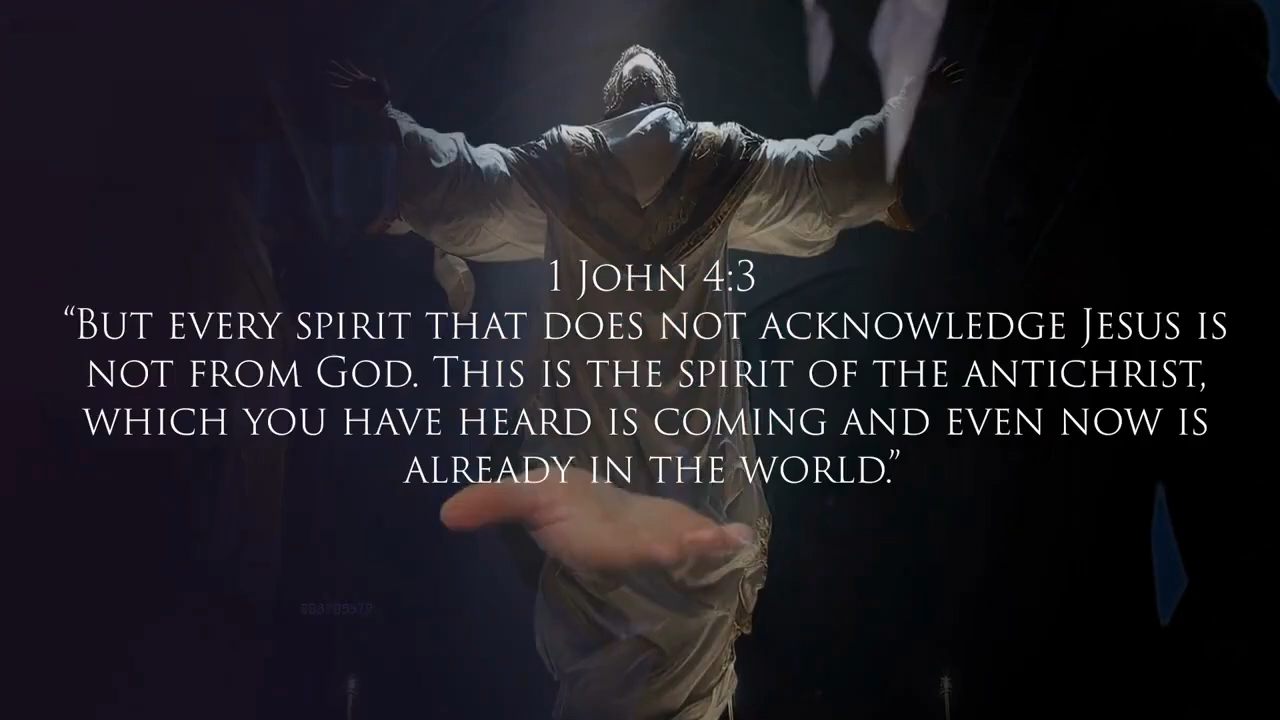 1 John 4:3
“But every spirit that does not acknowledge Jesus is
not from God. This is the spirit of the antichrist,
which you have heard is coming and even now is
already in the world.”